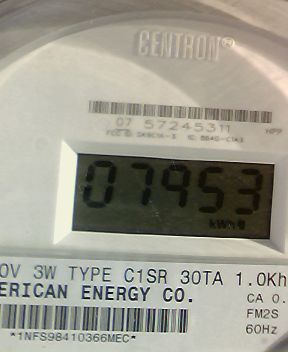 CENTRON®
07 57245311
HPP
07953
kWh
0V 3W TYPE C1SR 30TA 1.0Kh
ERICAN ENERGY CO.
CA 0.
FM2S
*1NFS98410366MEC*
60Hz